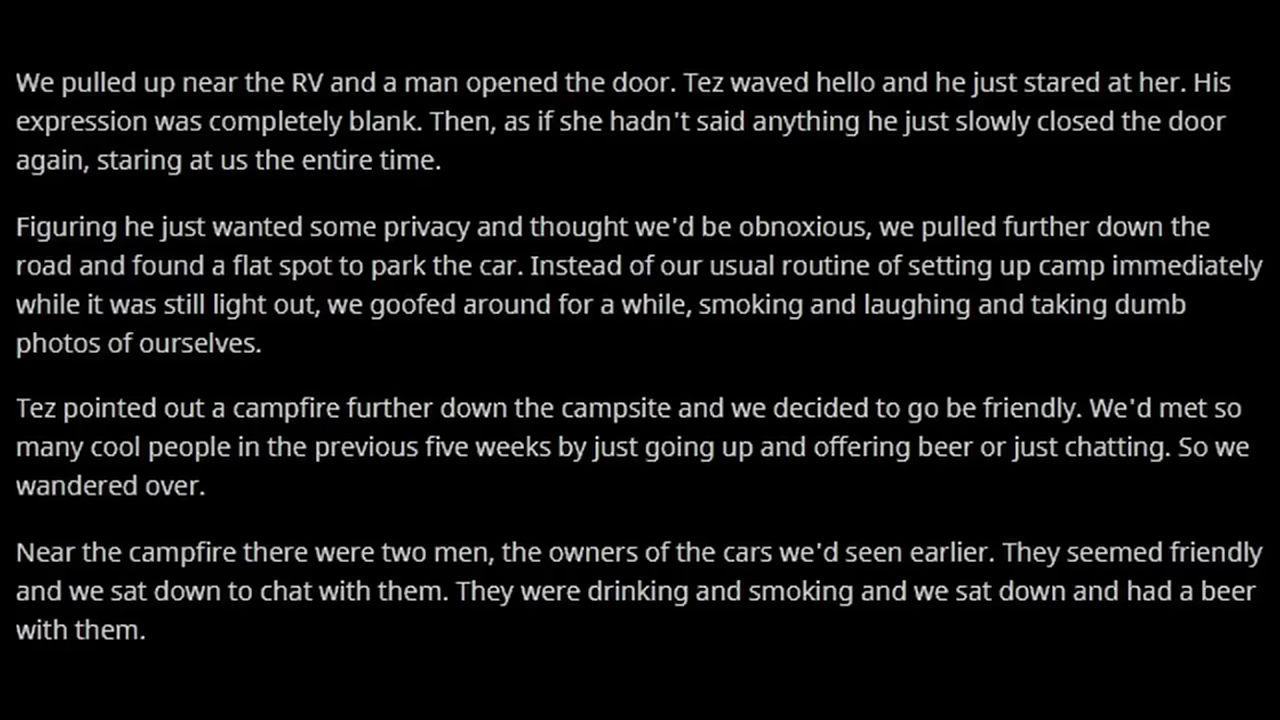 We pulled up near the RV and a man opened the door. Tez waved hello and he just stared at her. His
expression was completely blank. Then, as if she hadn't said anything he just slowly closed the door
again, staring at us the entire time.
Figuring he just wanted some privacy and thought we'd be obnoxious, we pulled further down the
road and found a flat spot to park the car. Instead of our usual routine of setting up camp immediately
while it was still light out, we goofed around for a while, smoking and laughing and taking dumb
photos of ourselves.
Tez pointed out a campfire further down the campsite and we decided to go be friendly. We'd met so
many cool people in the previous five weeks by just going up and offering beer or just chatting. So we
wandered over.
Near the campfire there were two men, the owners of the cars we'd seen earlier. They seemed friendly
and we sat down to chat with them. They were drinking and smoking and we sat down and had a beer
with them.